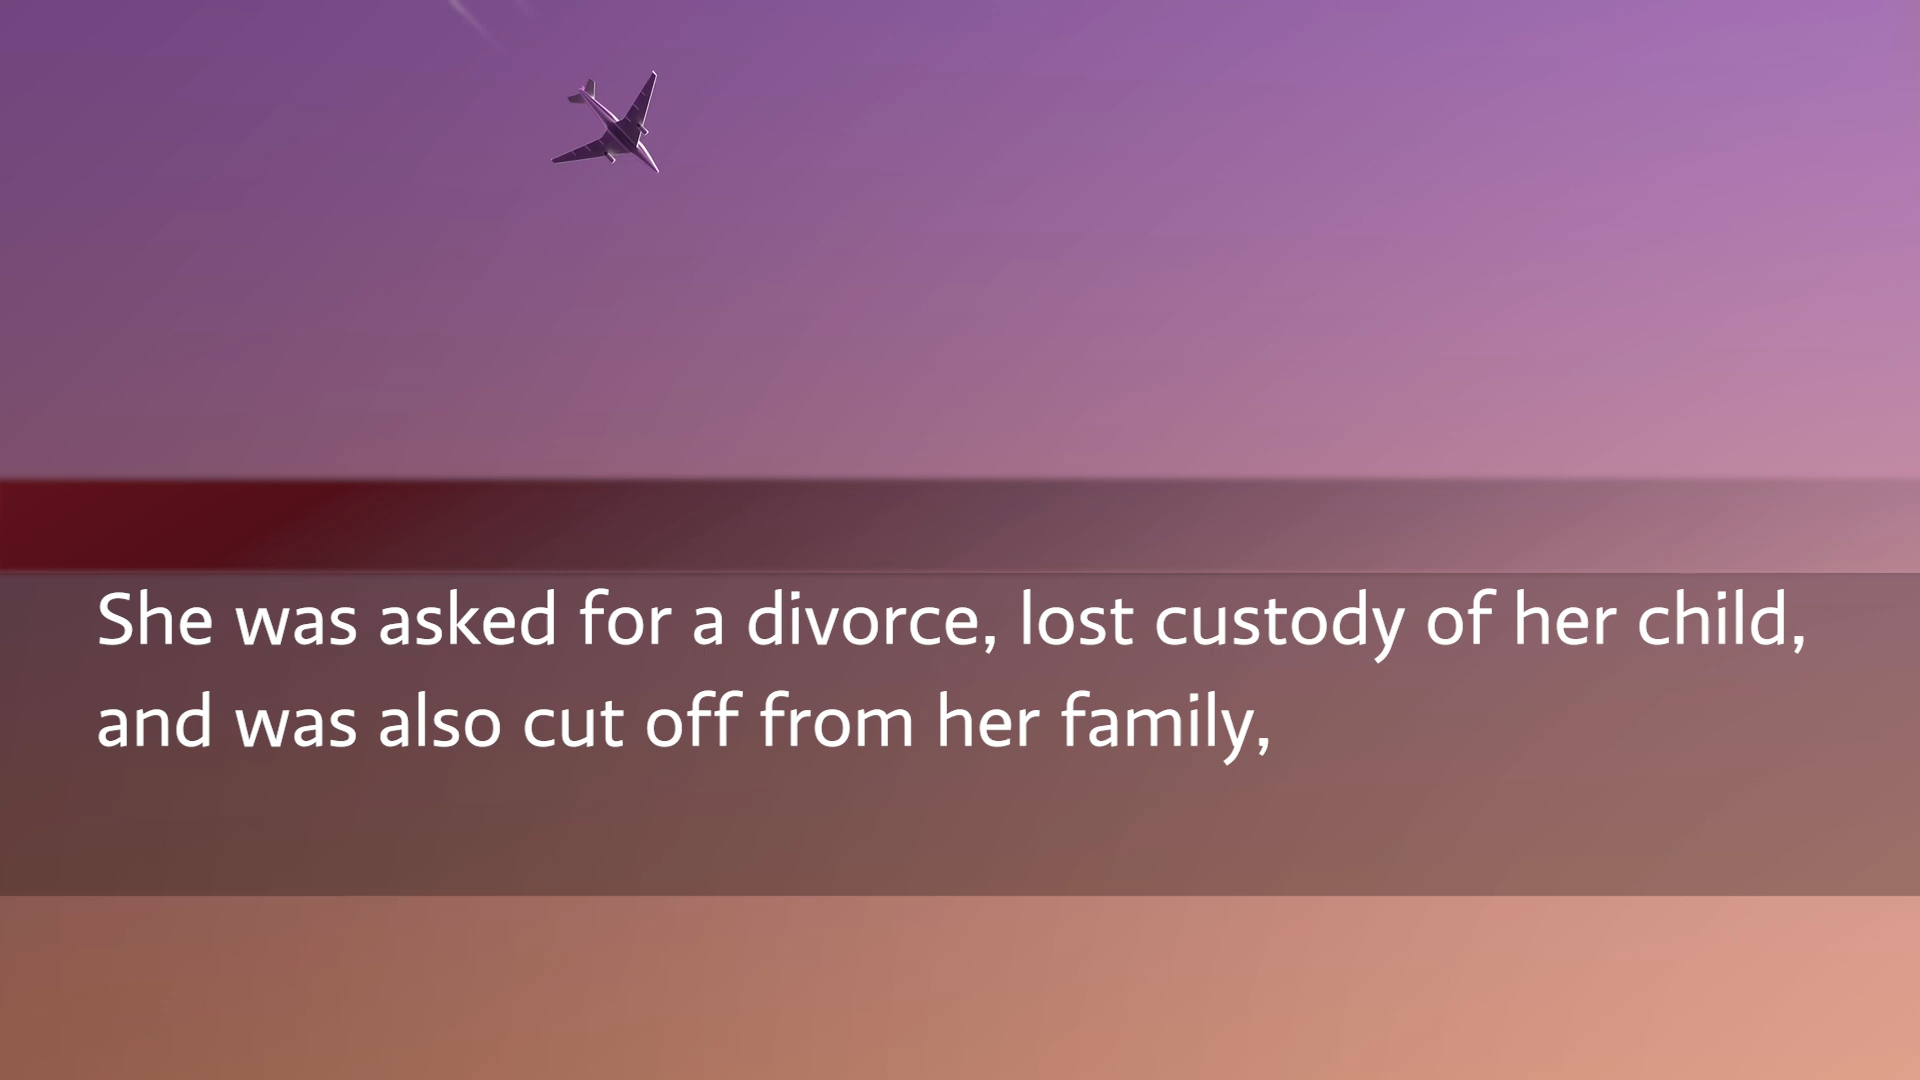 She was asked for a divorce, lost custody of her child,
and was also cut off from her family,